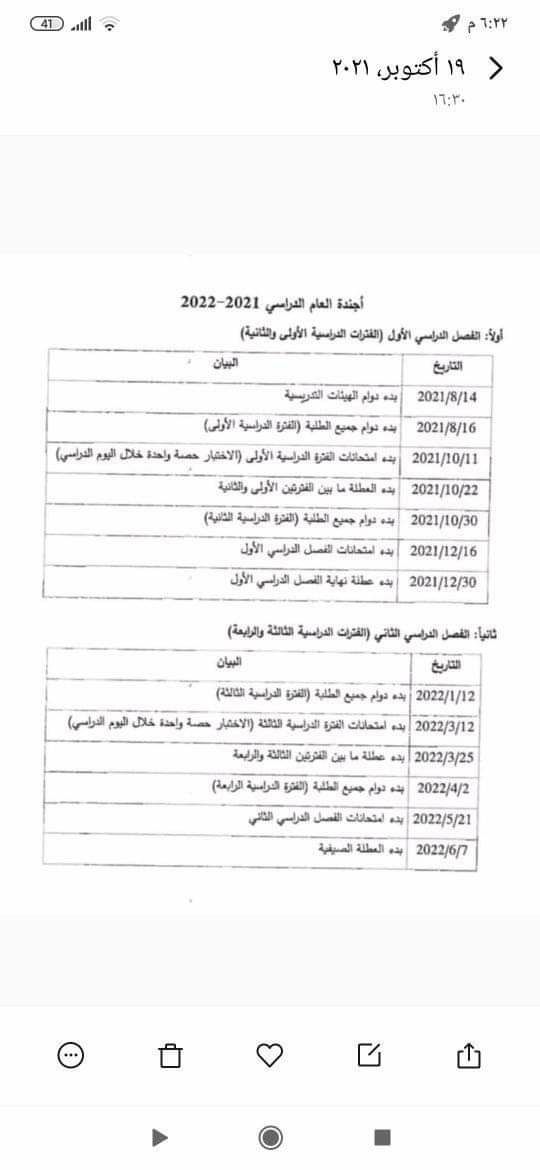 ٦:٢٢ م
41
١٩ أكتوبر، ٢٠٢١
١٦:٣٠
أجندة العام الدراسي 2021-2022
أولاً: الفصل الدراسي الأول (الفترات الدراسية الأولى والثانية)
التاريخ البيان
2021/8/14 بدء دوام الهيئات التدريسية
2021/8/16 بدء دوام جميع الطلبة (الفترة الدراسية الأولى)
2021/10/11 بدء امتحانات الفترة الدراسية الأولى (الاختبار حصة واحدة خلال اليوم الدراسي)
2021/10/22 بدء العطلة ما بين الفترتين الأولى والثانية
2021/10/30 بدء دوام جميع الطلبة (الفترة الدراسية الثانية)
2021/12/16 بدء امتحانات الفصل الدراسي الأول
2021/12/30 بدء عطلة نهاية الفصل الدراسي الأول
ثانياً: الفصل الدراسي الثاني (الفترات الدراسية الثالثة والرابعة)
التاريخ البيان
2022/1/12 بدء دوام جميع الطلبة (الفترة الدراسية الثالثة)
2022/3/12 بدء امتحانات الفترة الدراسية الثالثة (الاختبار حصة واحدة خلال اليوم الدراسي)
2022/3/25 بدء عطلة ما بين الفترتين الثالثة والرابعة
2022/4/2 بدء دوام جميع الطلبة (الفترة الدراسية الرابعة)
2022/5/21 بدء امتحانات الفصل الدراسي الثاني
2022/6/7 بدء العطلة الصيفية